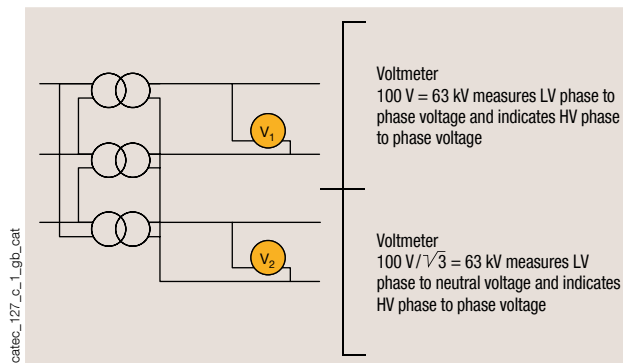 Voltmeter
100 V = 63 kV measures LV phase to
phase voltage and indicates HV phase
to phase voltage
V1
V2
Voltmeter
100 V/√3 = 63 kV measures LV
phase to neutral voltage and indicates
HV phase to phase voltage
catec_127_c_1_gb_cat